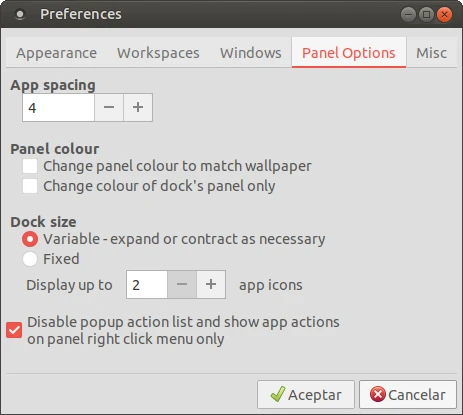 Preferences
Appearance Workspaces Windows Panel Options Misc
App spacing
4
Panel colour
Change panel colour to match wallpaper
Change colour of dock's panel only
Dock size
Variable - expand or contract as necessary
Fixed
Display up to 2 app icons
Disable popup action list and show app actions
on panel right click menu only
Aceptar Cancelar